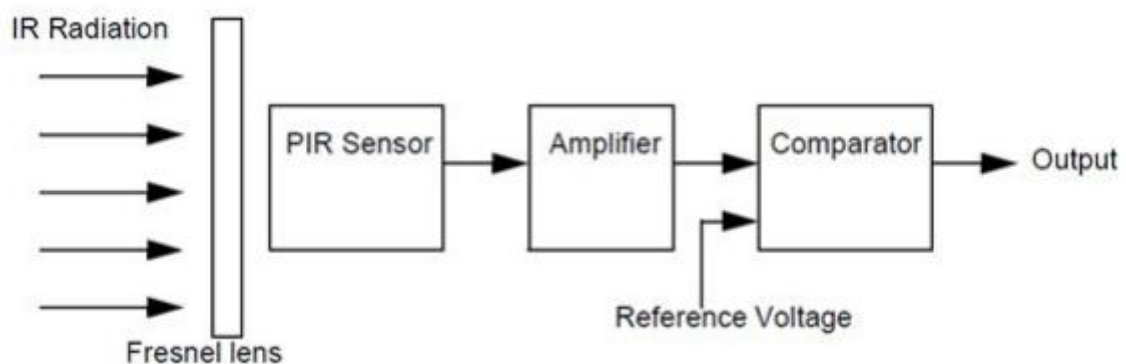 IR Radiation
PIR Sensor
Amplifier
Comparator
Output
Reference Voltage
Fresnel lens